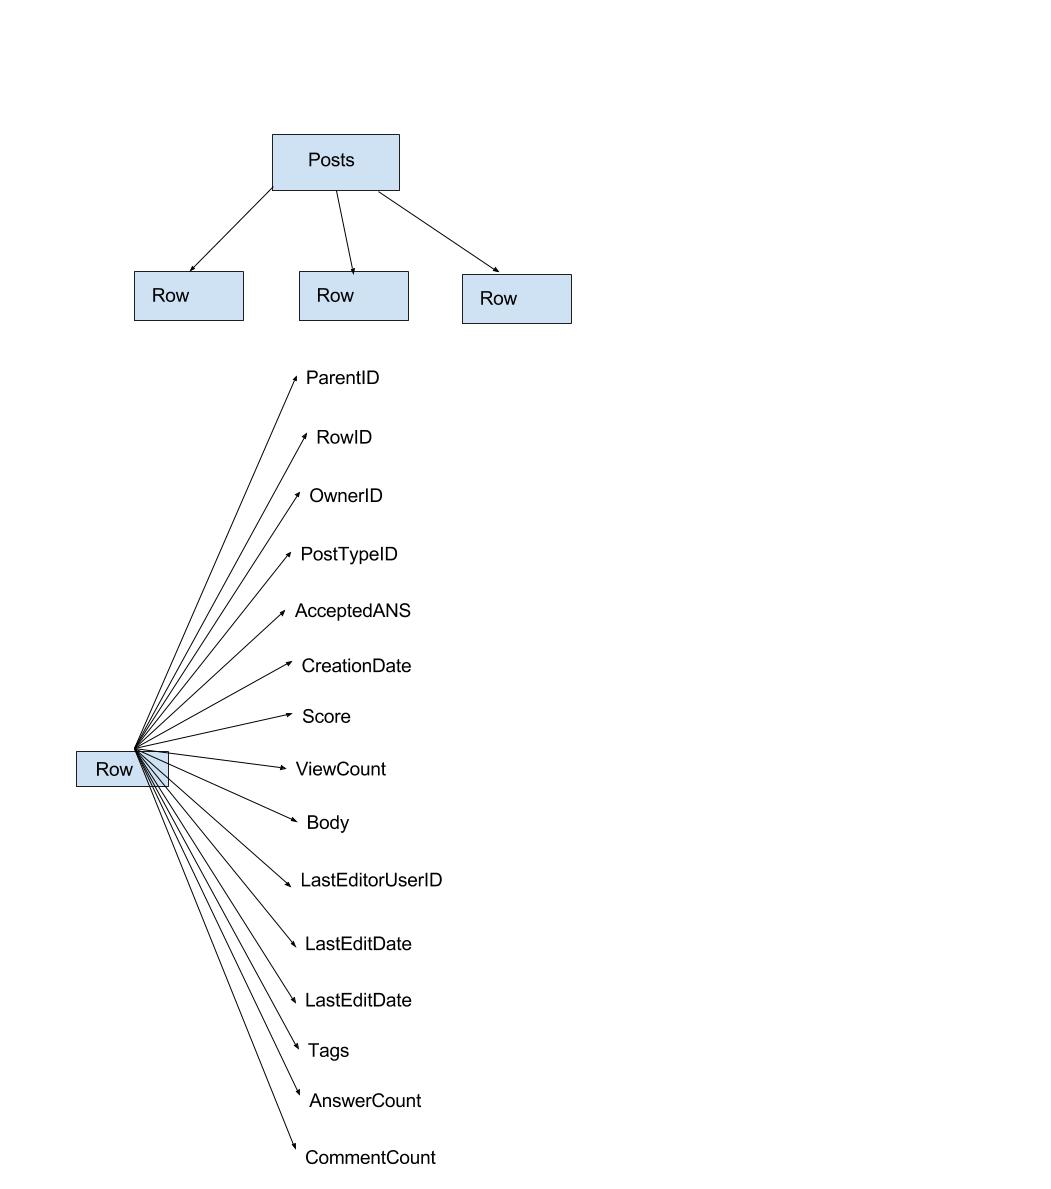 Posts
Row
Row
Row
ParentID
RowID
OwnerID
PostTypeID
AcceptedANS
CreationDate
Score
Row
ViewCount
Body
LastEditorUserID
LastEditDate
LastEditDate
Tags
AnswerCount
CommentCount